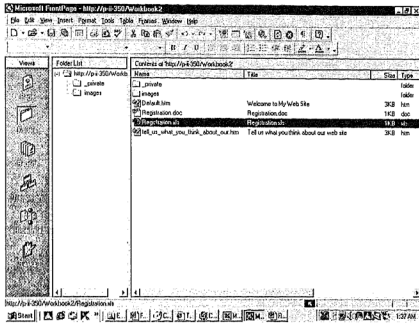 Microsoft FrontPage - http://p-ii-350/Workbook2
File Edit View Insert Format Tools Table Frames Window Help
Views
Folder List
Contents of 'http://p-ii-350/Workbook2'
http://p-ii-350/Workb
_private
images
Name Title Size Type
_private folder
images folder
Default.htm Welcome to My Web Site 3KB htm
Registration.doc Registration.doc 1KB doc
Registration.xls Registration.xls 1KB xls
tell_us_what_you_think_about_our.htm Tell us what you think about our web site 3KB htm
http://p-ii-350/Workbook2/Registration.xls
Start